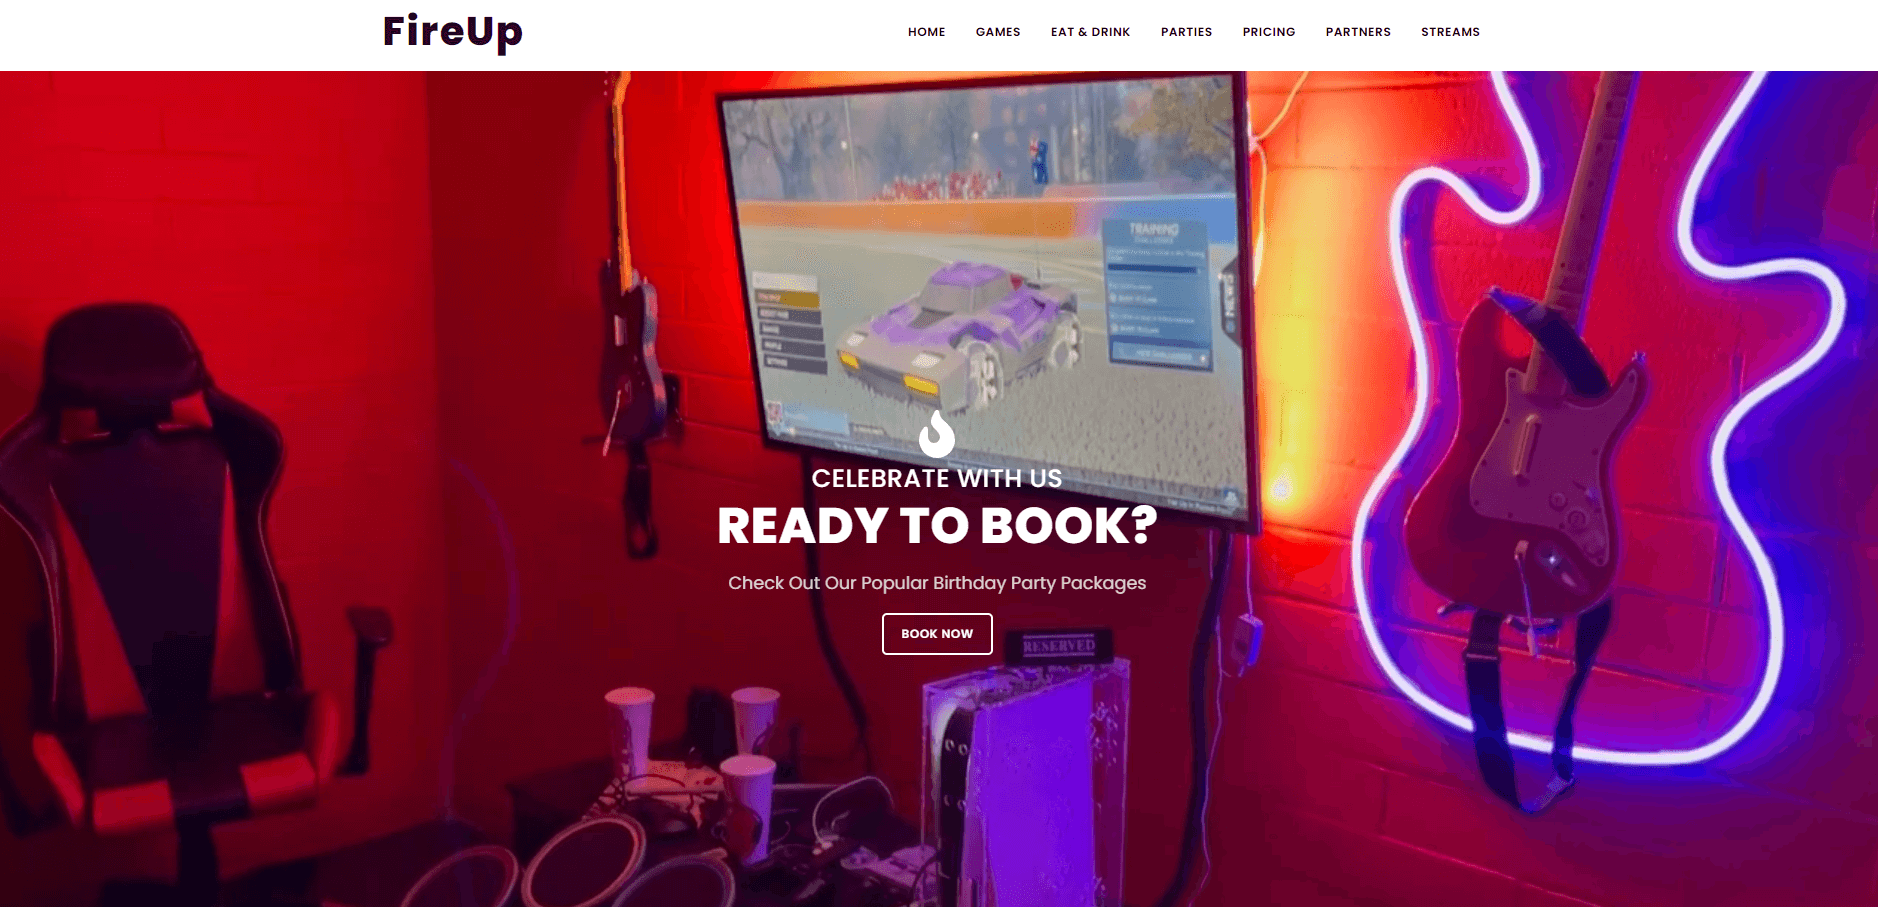 FireUp
HOME GAMES EAT & DRINK PARTIES PRICING PARTNERS STREAMS
TRAINING
NEWS
CELEBRATE WITH US
READY TO BOOK?
Check Out Our Popular Birthday Party Packages
BOOK NOW
RESERVED